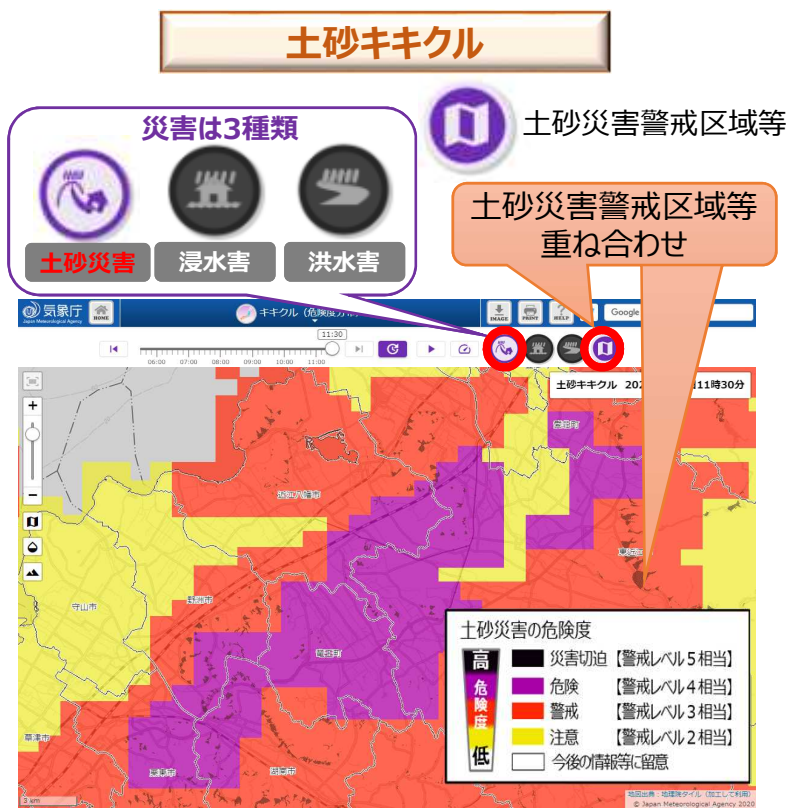 土砂キキクル
災害は3種類
土砂災害
浸水害
洪水害
土砂災害警戒区域等
土砂災害警戒区域等
重ね合わせ
気象庁
Japan Meteorological Agency
HOME
キキクル（危険度分
IMAGE
PRINT
HELP
Google
11:30
06:00 07:00 08:00 09:00 10:00 11:00
土砂キキクル 202
11時30分
愛荘町
近江八幡市
東近江
野洲市
守山市
竜王町
草津市
栗東市
湖南市
3 km
土砂災害の危険度
高
危険度
低
災害切迫【警戒レベル5相当】
危険【警戒レベル4相当】
警戒【警戒レベル3相当】
注意【警戒レベル2相当】
今後の情報等に留意
地図出典：地理院タイル（加工して利用）
© Japan Meteorological Agency 2020